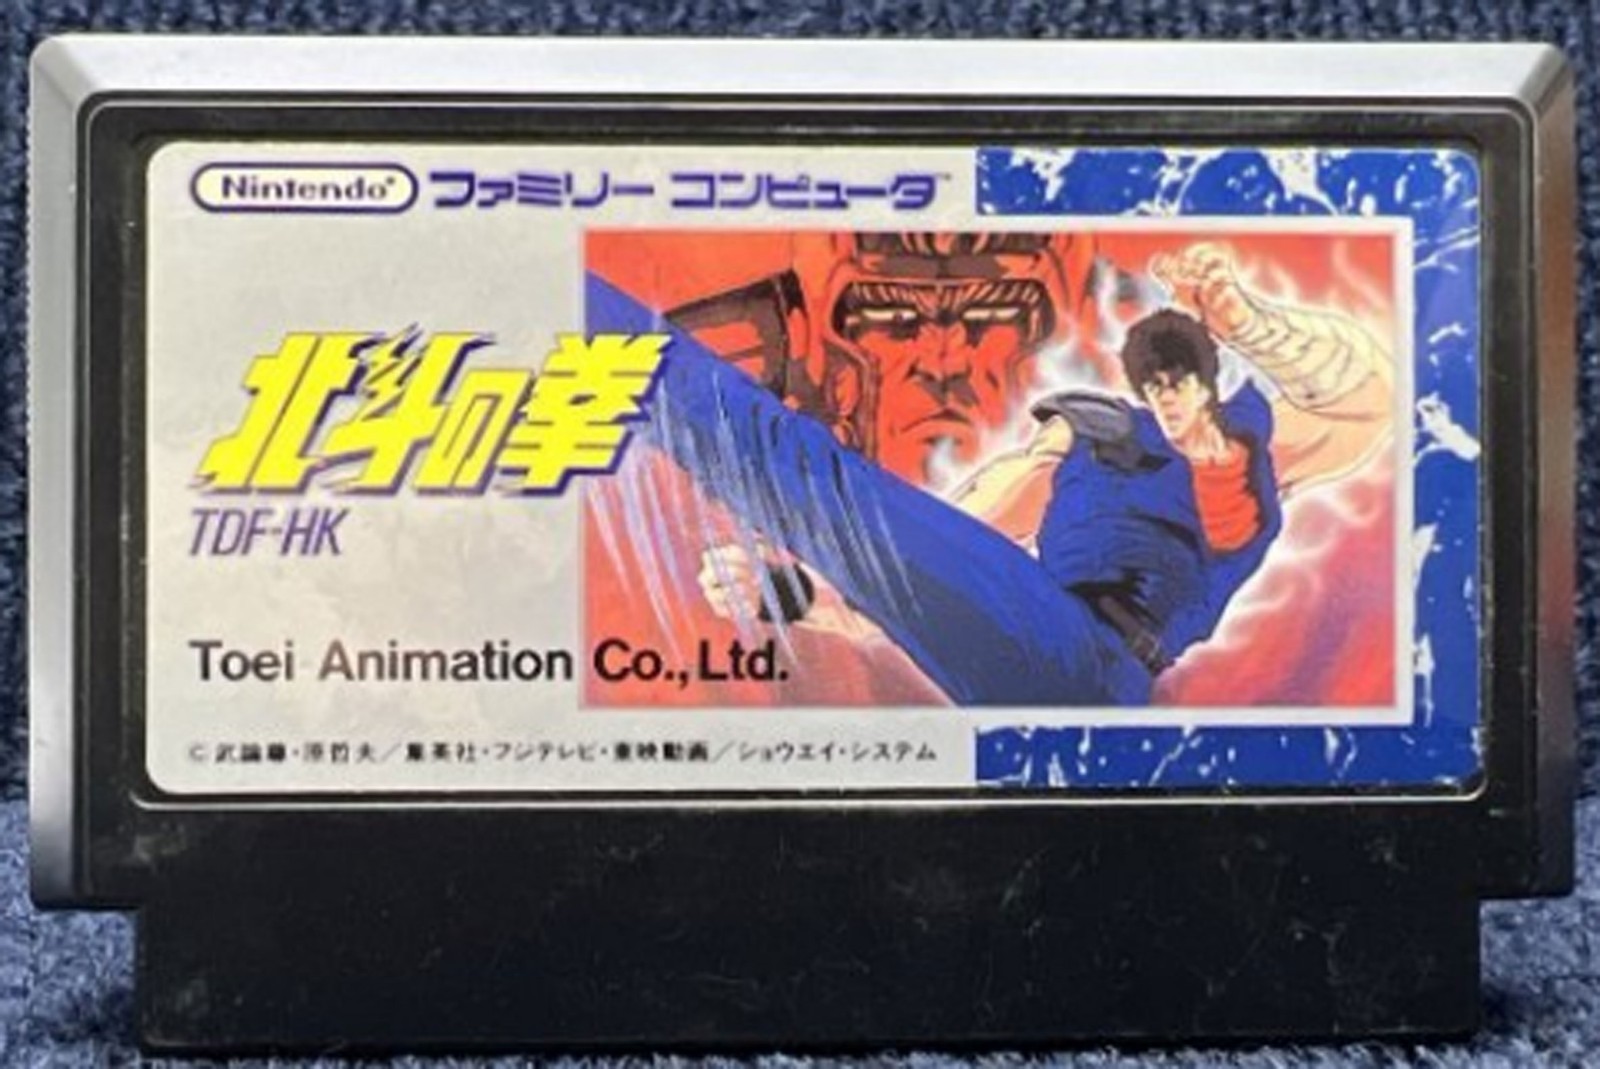 Nintendo® ファミリー コンピュータ™
北斗の拳
TDF-HK
Toei Animation Co., Ltd.
© 武論尊・原哲夫／集英社・フジテレビ・東映動画／ショウエイ・システム